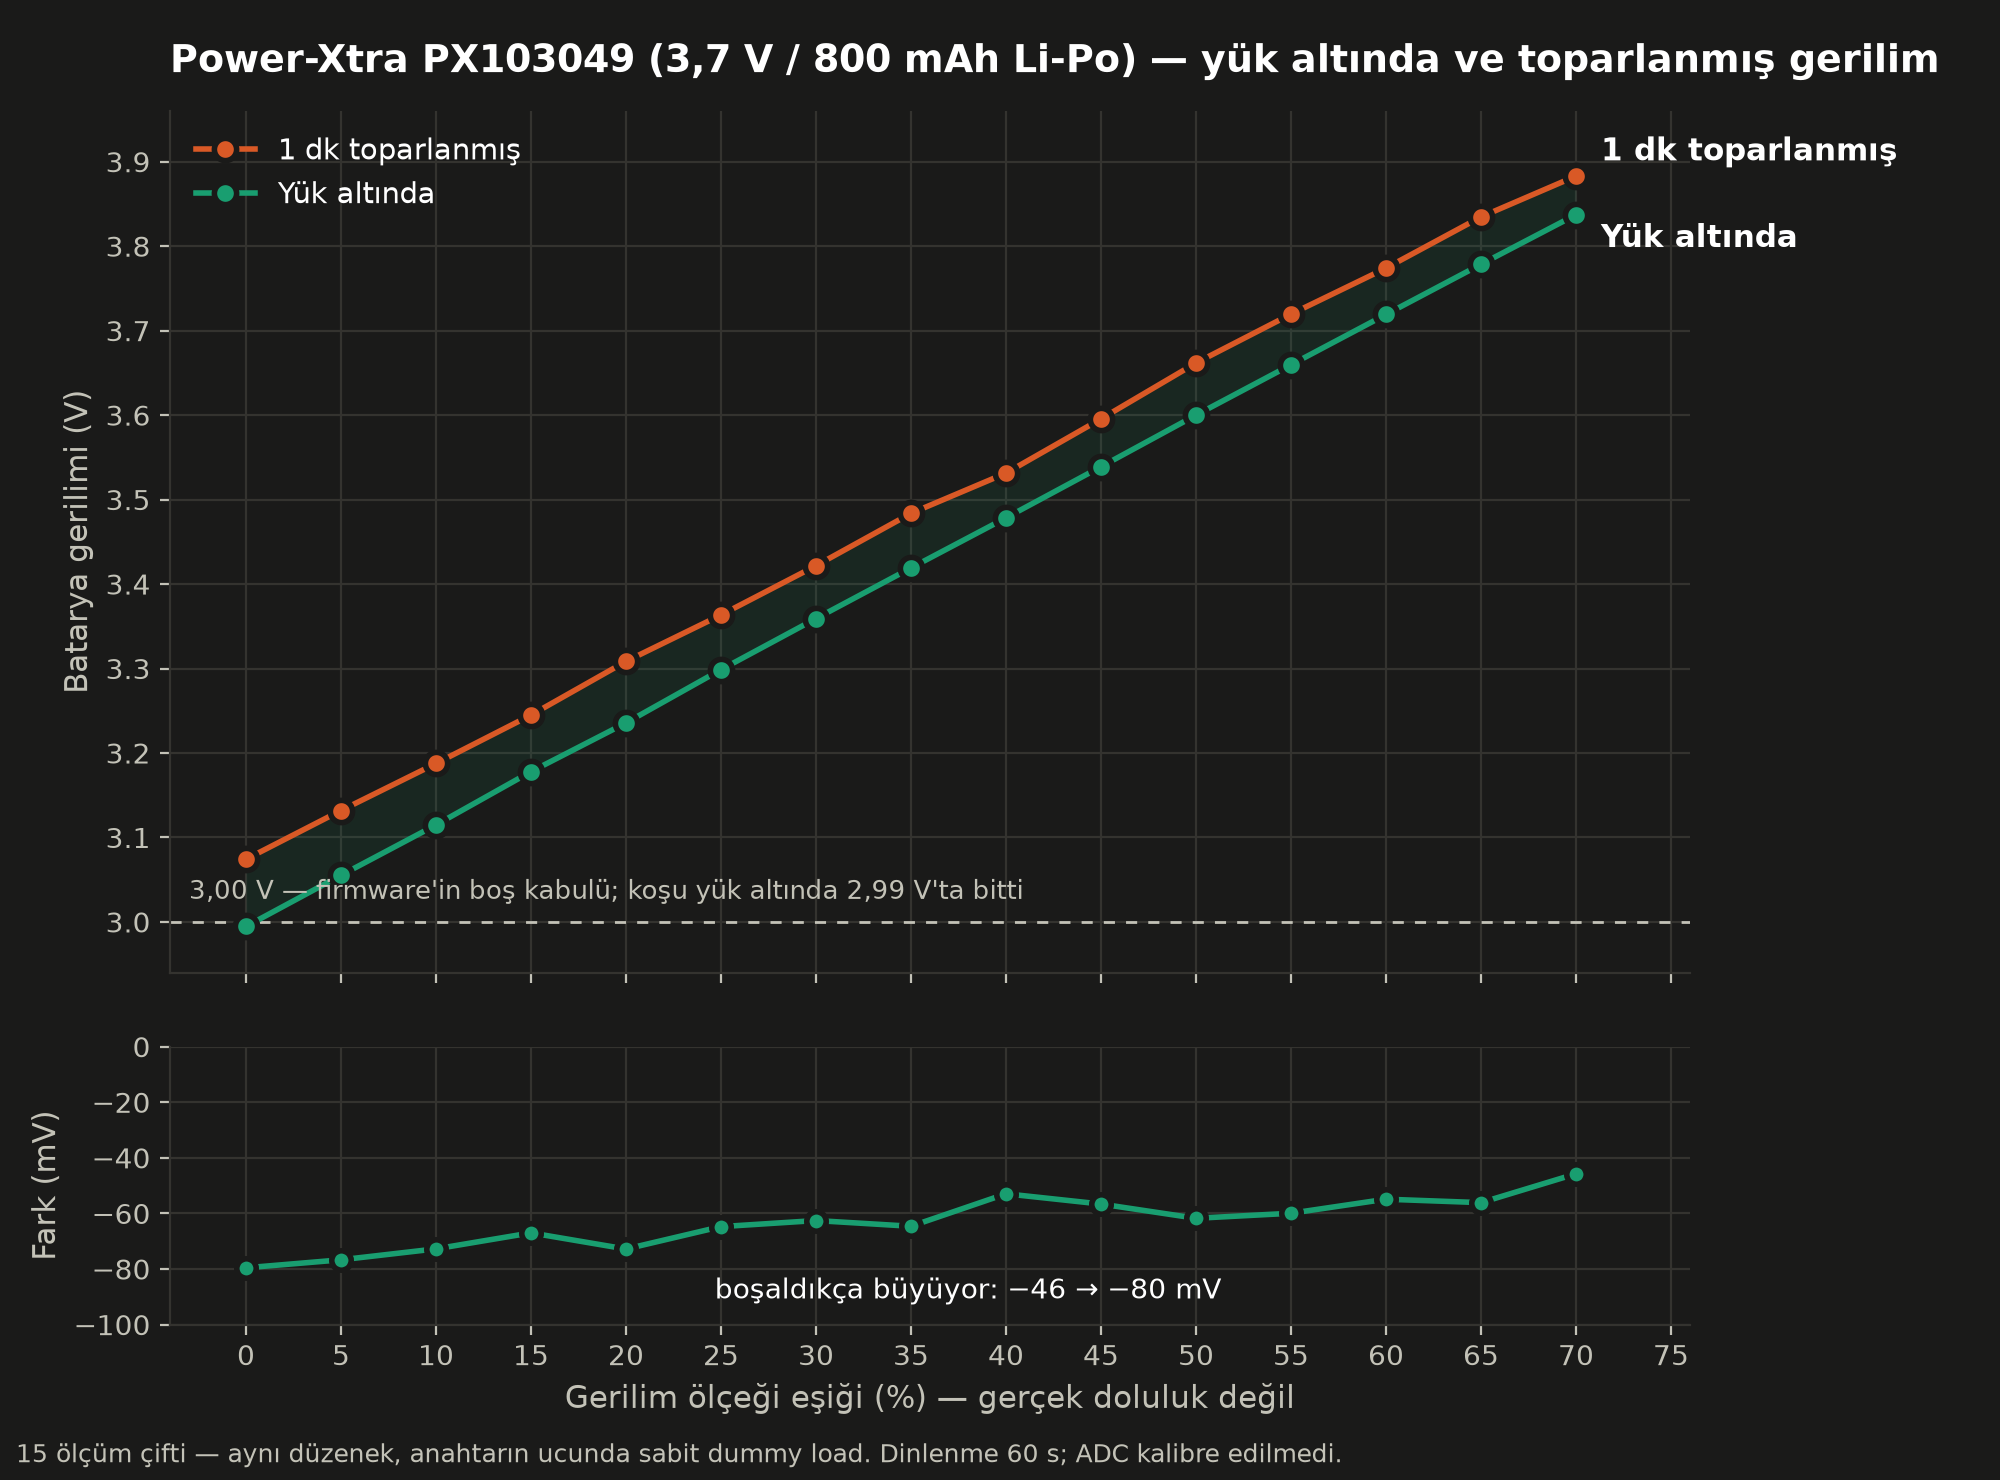 Power-Xtra PX103049 (3,7 V / 800 mAh Li-Po) — yük altında ve toparlanmış gerilim
1 dk toparlanmış
Yük altında
1 dk toparlanmış
Yük altında
Batarya gerilimi (V)
3.9
3.8
3.7
3.6
3.5
3.4
3.3
3.2
3.1
3.0
3,00 V — firmware'in boş kabulü; koşu yük altında 2,99 V'ta bitti
Fark (mV)
0
−20
−40
−60
−80
−100
boşaldıkça büyüyor: −46 → −80 mV
0 5 10 15 20 25 30 35 40 45 50 55 60 65 70 75
Gerilim ölçeği eşiği (%) — gerçek doluluk değil
15 ölçüm çifti — aynı düzenek, anahtarın ucunda sabit dummy load. Dinlenme 60 s; ADC kalibre edilmedi.